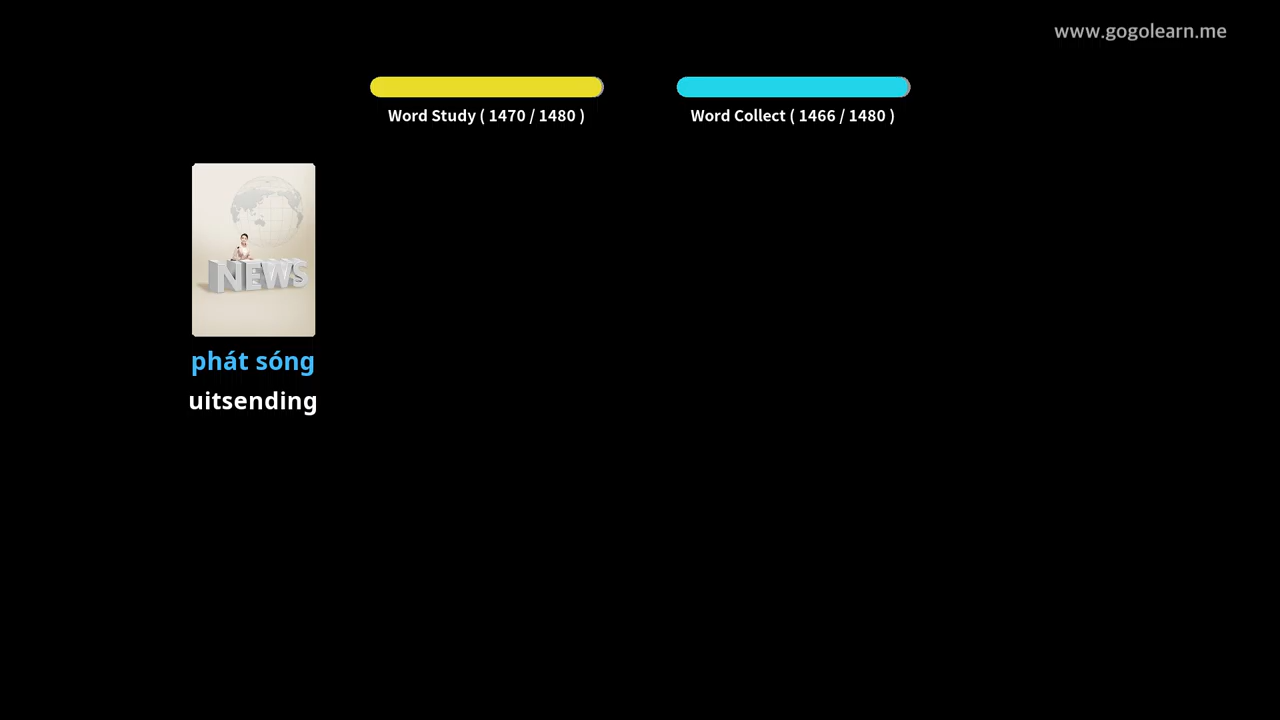 www.gogolearn.me
Word Study ( 1470 / 1480 )
Word Collect ( 1466 / 1480 )
NEWS
phát sóng
uitsending